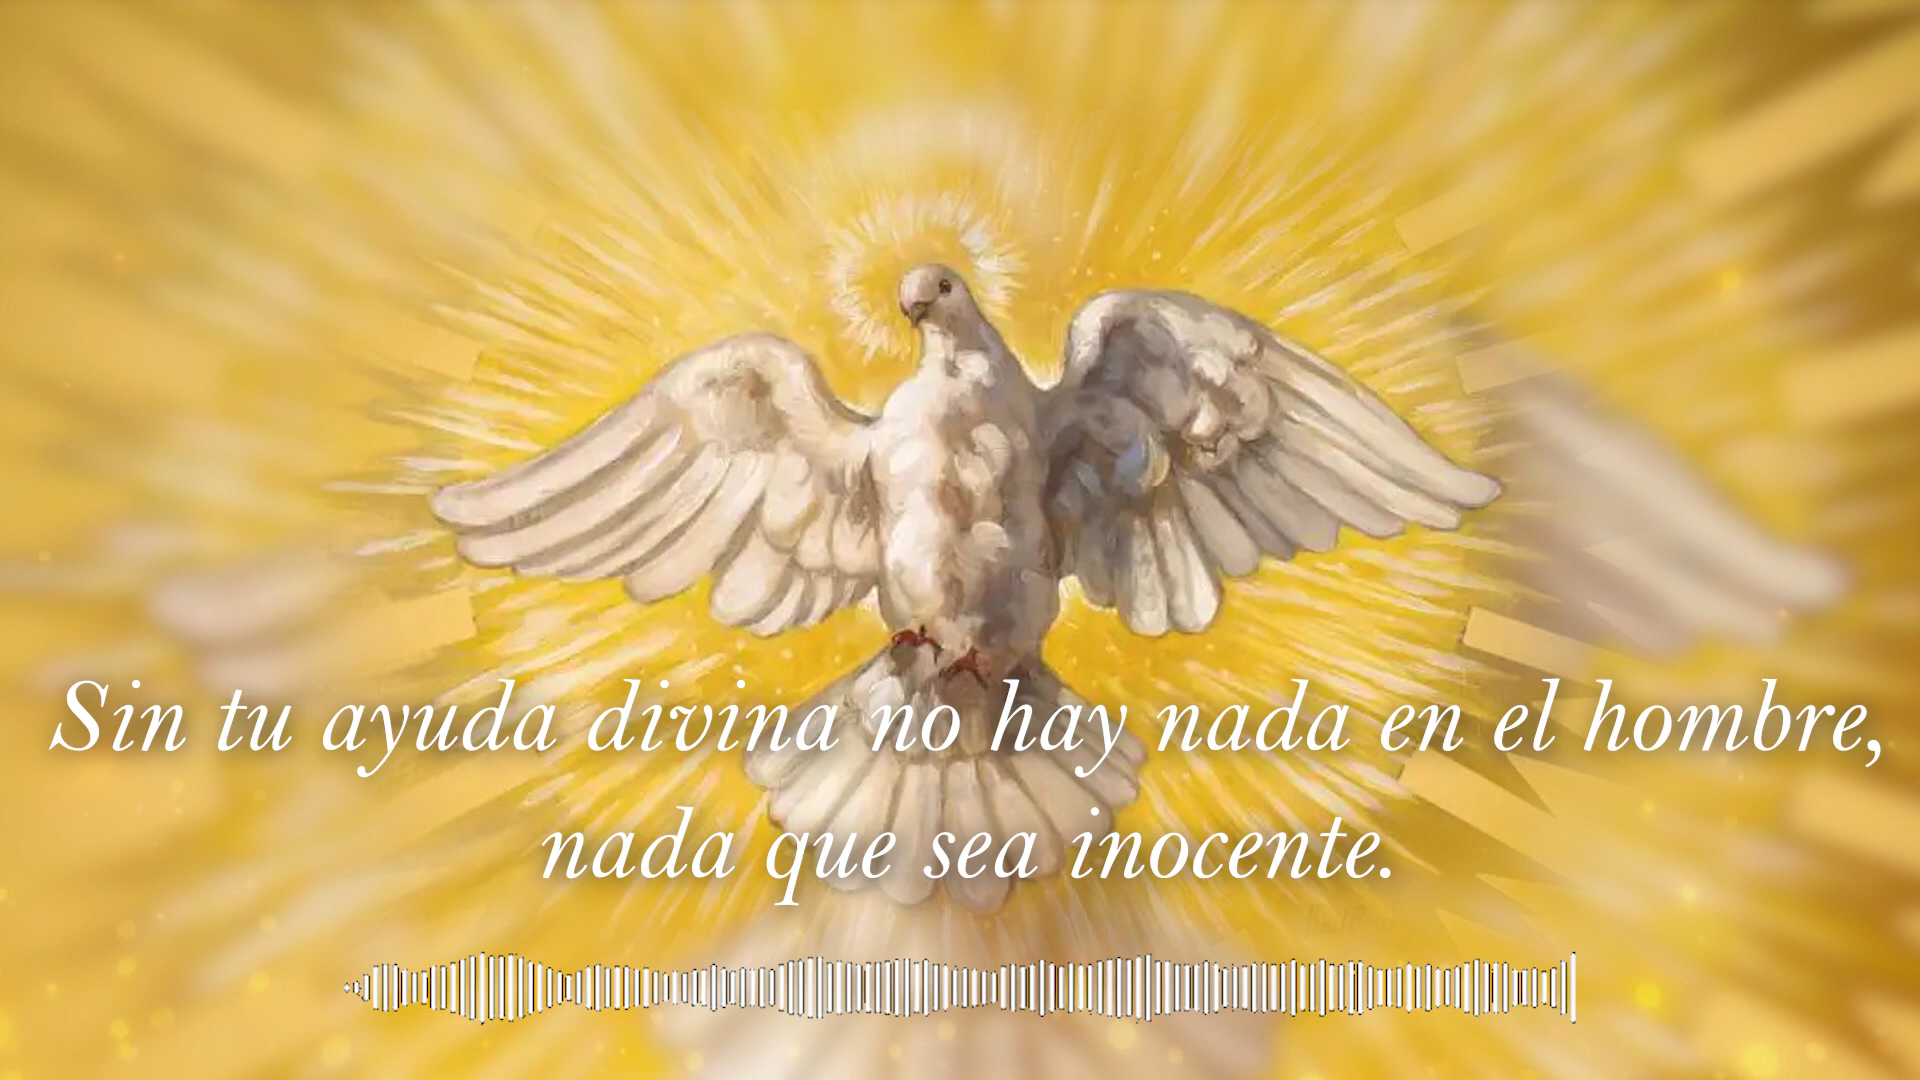 Sin tu ayuda divina no hay nada en el hombre,
nada que sea inocente.